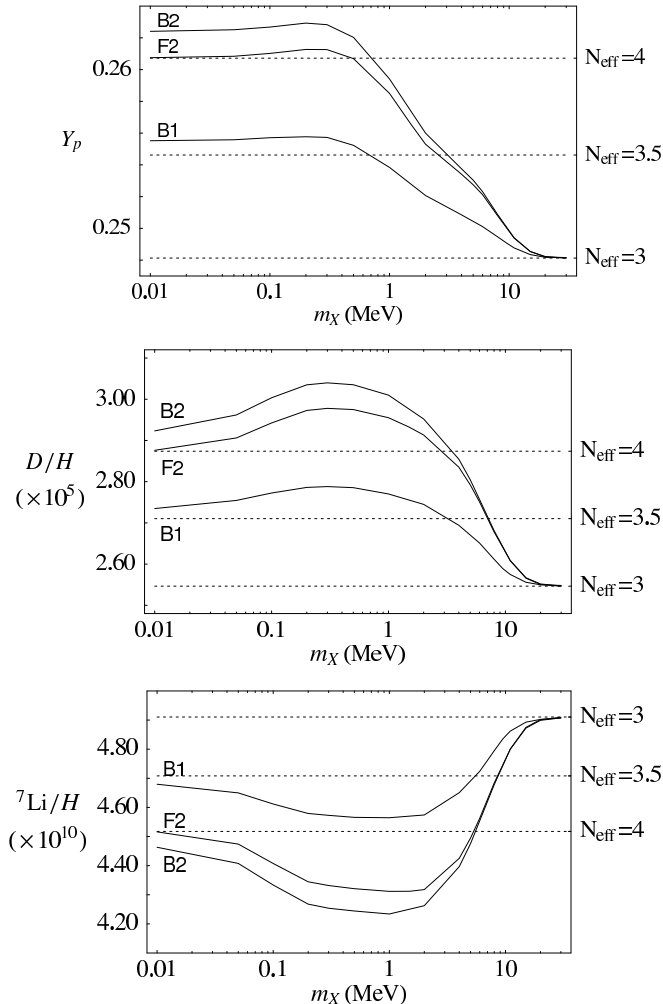 B2
F2
0.26
N_eff=4
B1
Y_p
N_eff=3.5
0.25
N_eff=3
0.01 0.1 1 10
m_X (MeV)
3.00
B2
D/H
N_eff=4
F2
(×10^5)
2.80
N_eff=3.5
B1
2.60
N_eff=3
0.01 0.1 1 10
m_X (MeV)
N_eff=3
4.80
B1
N_eff=3.5
^7Li/H
4.60
F2
N_eff=4
(×10^10)
B2
4.40
4.20
0.01 0.1 1 10
m_X (MeV)